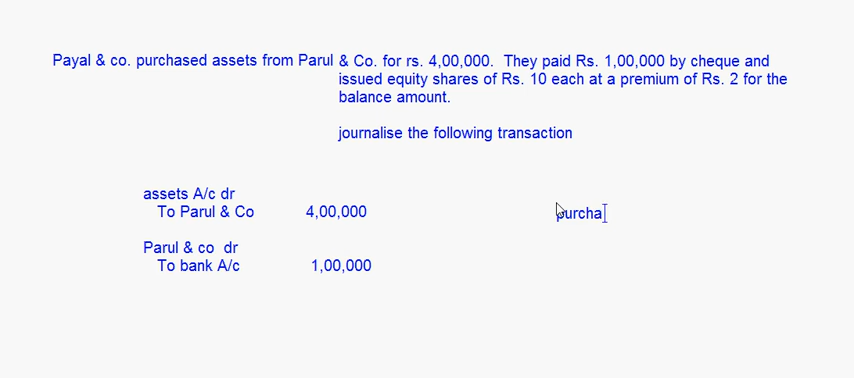 Payal & co. purchased assets from Parul & Co. for rs. 4,00,000. They paid Rs. 1,00,000 by cheque and
issued equity shares of Rs. 10 each at a premium of Rs. 2 for the
balance amount.
journalise the following transaction
assets A/c dr
To Parul & Co 4,00,000 purcha
Parul & co dr
To bank A/c 1,00,000